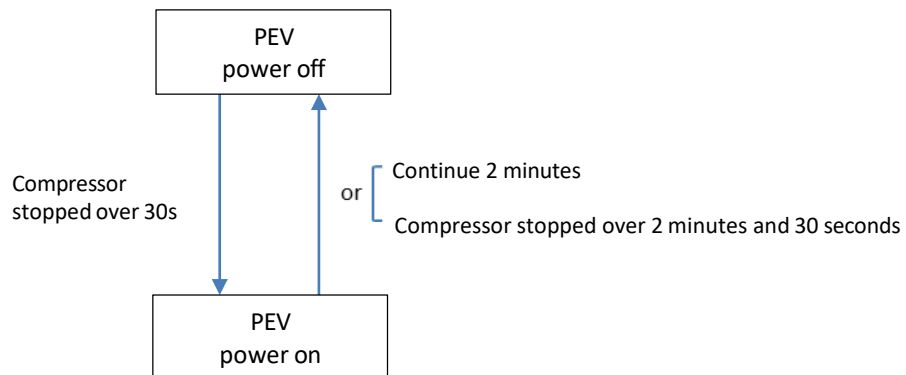 PEV
power off
Compressor
stopped over 30s
or
Continue 2 minutes
Compressor stopped over 2 minutes and 30 seconds
PEV
power on